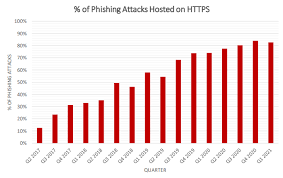 % of Phishing Attacks Hosted on HTTPS
100%
90%
80%
70%
60%
50%
40%
30%
20%
10%
0%
% OF PHISHING ATTACKS
Q2 2017
Q3 2017
Q4 2017
Q1 2018
Q2 2018
Q3 2018
Q4 2018
Q1 2019
Q2 2019
Q3 2019
Q4 2019
Q1 2020
Q2 2020
Q3 2020
Q4 2020
Q1 2021
QUARTER